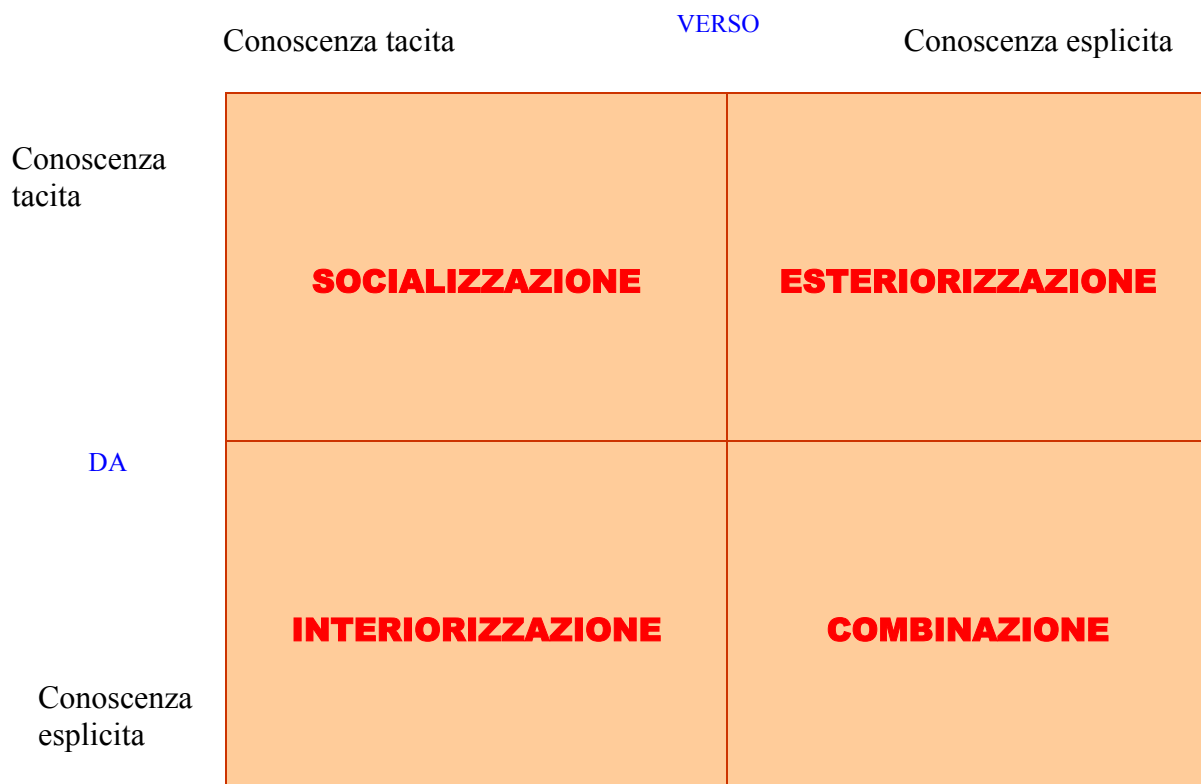 VERSO
Conoscenza tacita
Conoscenza esplicita
Conoscenza
tacita
SOCIALIZZAZIONE
ESTERIORIZZAZIONE
DA
INTERIORIZZAZIONE
COMBINAZIONE
Conoscenza
esplicita